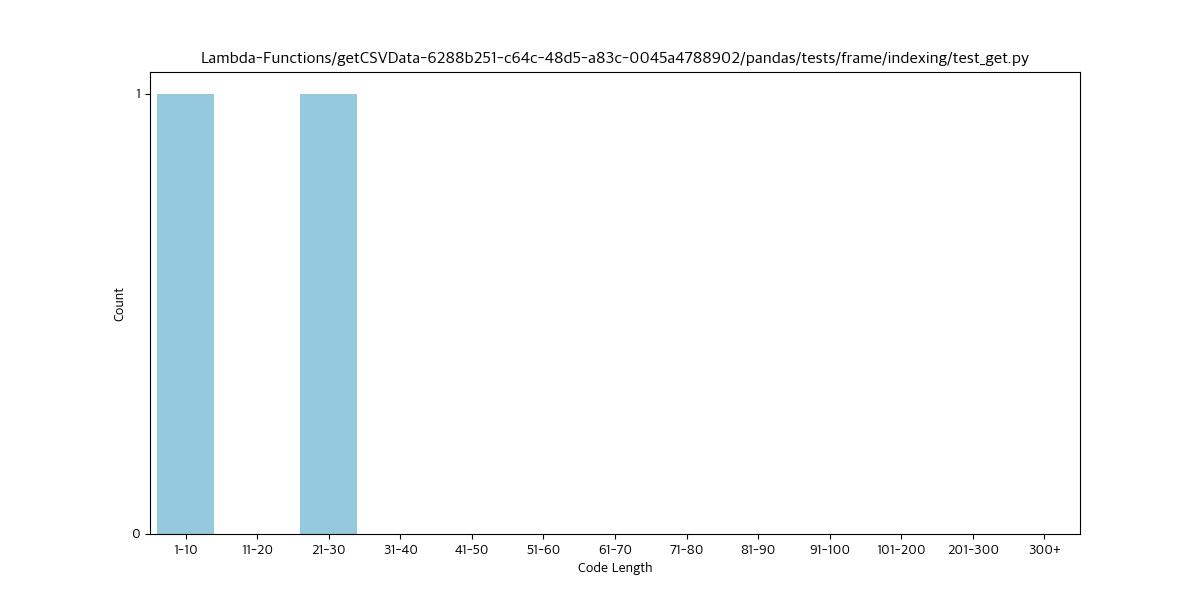 Lambda-Functions/getCSVData-6288b251-c64c-48d5-a83c-0045a4788902/pandas/tests/frame/indexing/test_get.py
1
Count
0
1-10 11-20 21-30 31-40 41-50 51-60 61-70 71-80 81-90 91-100 101-200 201-300 300+
Code Length